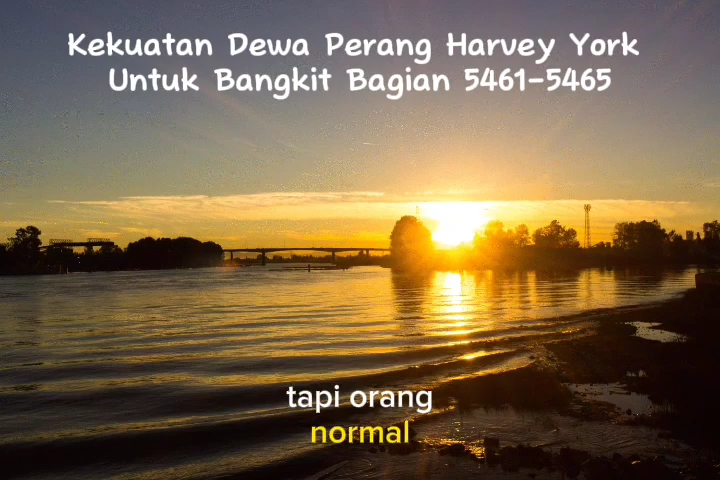 Kekuatan Dewa Perang Harvey York
Untuk Bangkit Bagian 5461-5465
tapi orang
normal